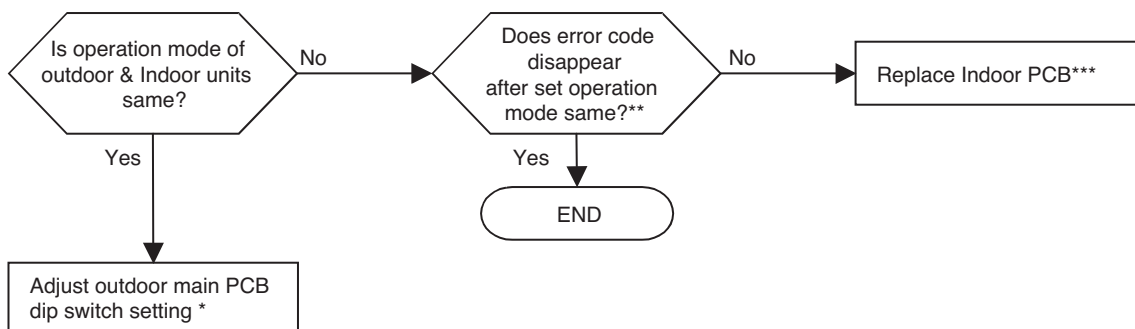 Is operation mode of
outdoor & Indoor units
same?
No
Does error code
disappear
after set operation
mode same?**
No
Replace Indoor PCB***
Yes
Yes
END
Adjust outdoor main PCB
dip switch setting *